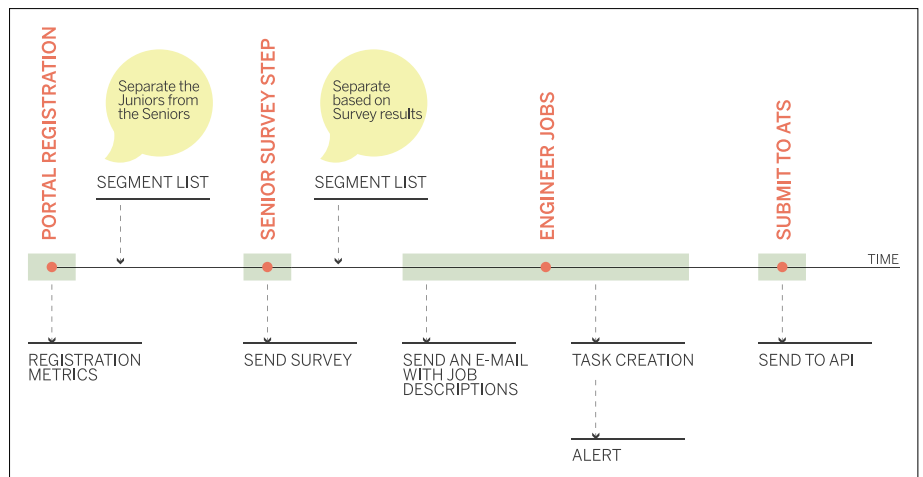 PORTAL REGISTRATION
Separate the
Juniors from
the Seniors
SEGMENT LIST
SENIOR SURVEY STEP
Separate
based on
Survey results
SEGMENT LIST
ENGINEER JOBS
SUBMIT TO ATS
TIME
REGISTRATION
METRICS
SEND SURVEY
SEND AN E-MAIL
WITH JOB
DESCRIPTIONS
TASK CREATION
SEND TO API
ALERT